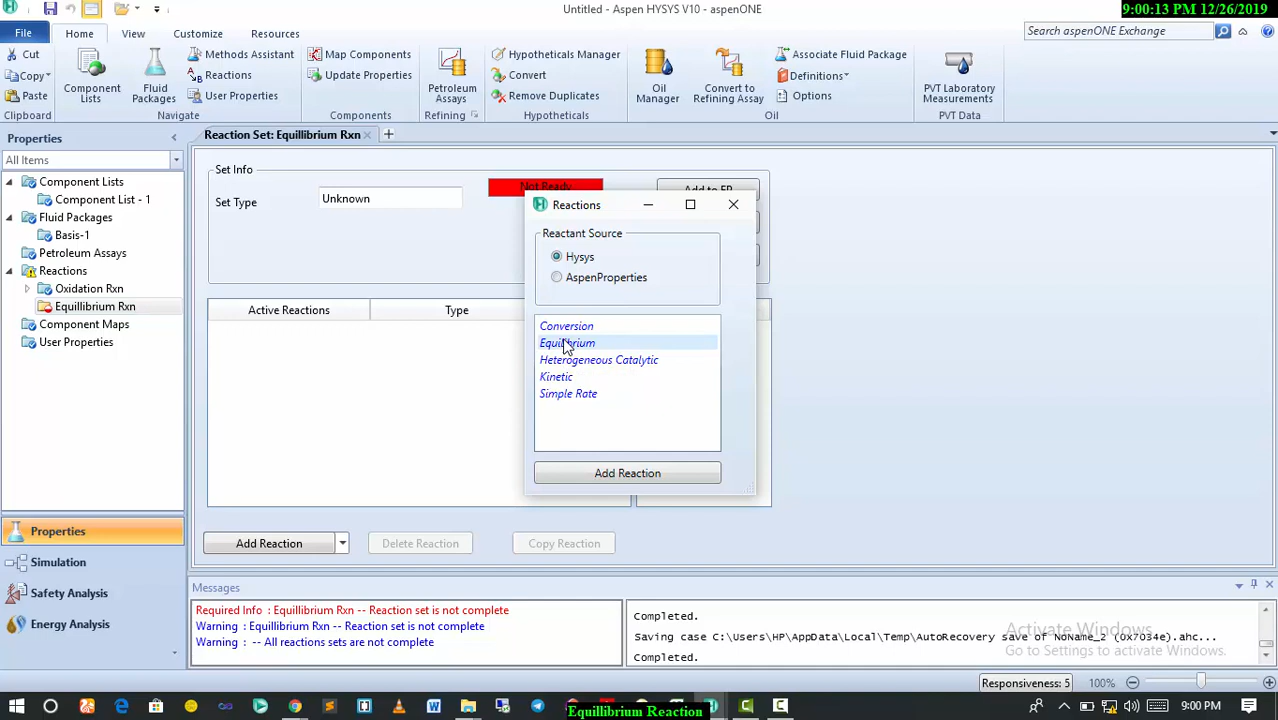 Untitled - Aspen HYSYS V10 - aspenONE
9:00:13 PM 12/26/2019
File
Home
View
Customize
Resources
Search aspenONE Exchange
Cut
Copy
Paste
Clipboard
Component
Lists
Fluid
Packages
Methods Assistant
Reactions
User Properties
Navigate
Map Components
Update Properties
Components
Petroleum
Assays
Refining
Hypotheticals Manager
Convert
Remove Duplicates
Hypotheticals
Oil
Manager
Convert to
Refining Assay
Associate Fluid Package
Definitions
Options
Oil
PVT Laboratory
Measurements
PVT Data
Properties
All Items
Component Lists
Component List - 1
Fluid Packages
Basis-1
Petroleum Assays
Reactions
Oxidation Rxn
Equillibrium Rxn
Component Maps
User Properties
Properties
Simulation
Safety Analysis
Energy Analysis
Reaction Set: Equillibrium Rxn
Set Info
Set Type
Unknown
Not Ready
Add to FP
Active Reactions
Type
Reactions
Reactant Source
Hysys
AspenProperties
Conversion
Equilibrium
Heterogeneous Catalytic
Kinetic
Simple Rate
Add Reaction
Add Reaction
Delete Reaction
Copy Reaction
Messages
Required Info : Equillibrium Rxn -- Reaction set is not complete
Warning : Equillibrium Rxn -- Reaction set is not complete
Warning : -- All reactions sets are not complete
Completed.
Saving case C:\Users\HP\AppData\Local\Temp\AutoRecovery save of NoName_2 (0x7034e).ahc...
Completed.
Activate Windows
Go to Settings to activate Windows.
Responsiveness: 5
100%
Equillibrium Reaction
9:00 PM